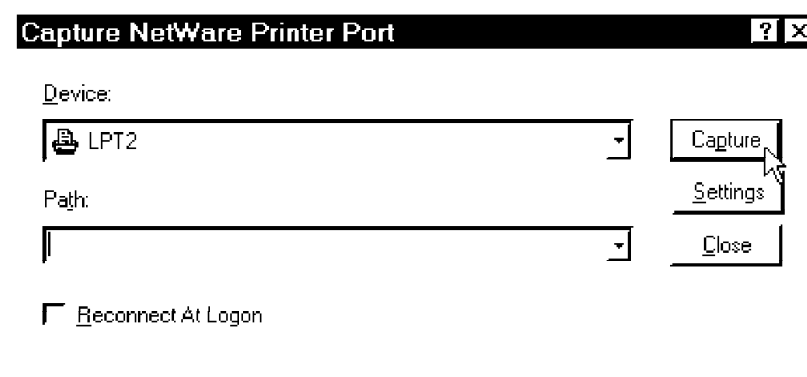 Capture NetWare Printer Port
Device:
LPT2
Capture
Path:
Settings
Close
Reconnect At Logon